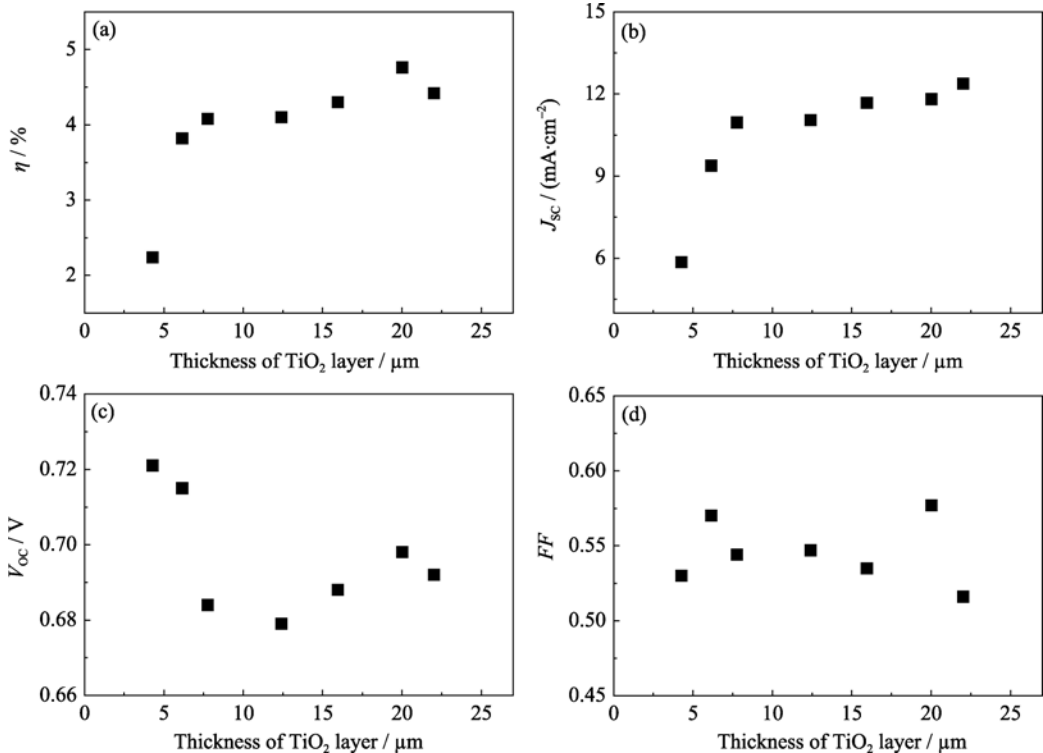 (a)
η / %
5
4
3
2
0 5 10 15 20 25
Thickness of TiO₂ layer / μm
(b)
J_SC / (mA·cm⁻²)
15
12
9
6
0 5 10 15 20 25
Thickness of TiO₂ layer / μm
(c)
V_OC / V
0.74
0.72
0.70
0.68
0.66
0 5 10 15 20 25
Thickness of TiO₂ layer / μm
(d)
FF
0.65
0.60
0.55
0.50
0.45
0 5 10 15 20 25
Thickness of TiO₂ layer / μm